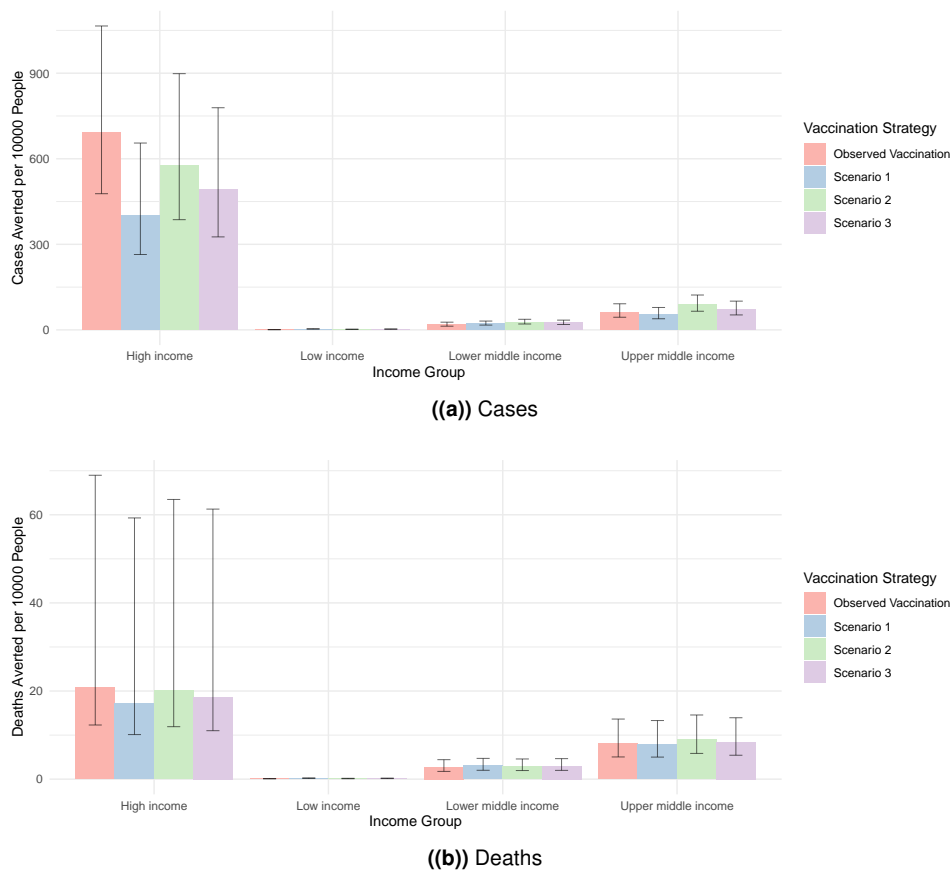 Cases Averted per 10000 People
900
600
300
0
High income
Low income
Lower middle income
Upper middle income
Income Group
Vaccination Strategy
Observed Vaccination
Scenario 1
Scenario 2
Scenario 3
((a)) Cases
Deaths Averted per 10000 People
60
40
20
0
High income
Low income
Lower middle income
Upper middle income
Income Group
Vaccination Strategy
Observed Vaccination
Scenario 1
Scenario 2
Scenario 3
((b)) Deaths